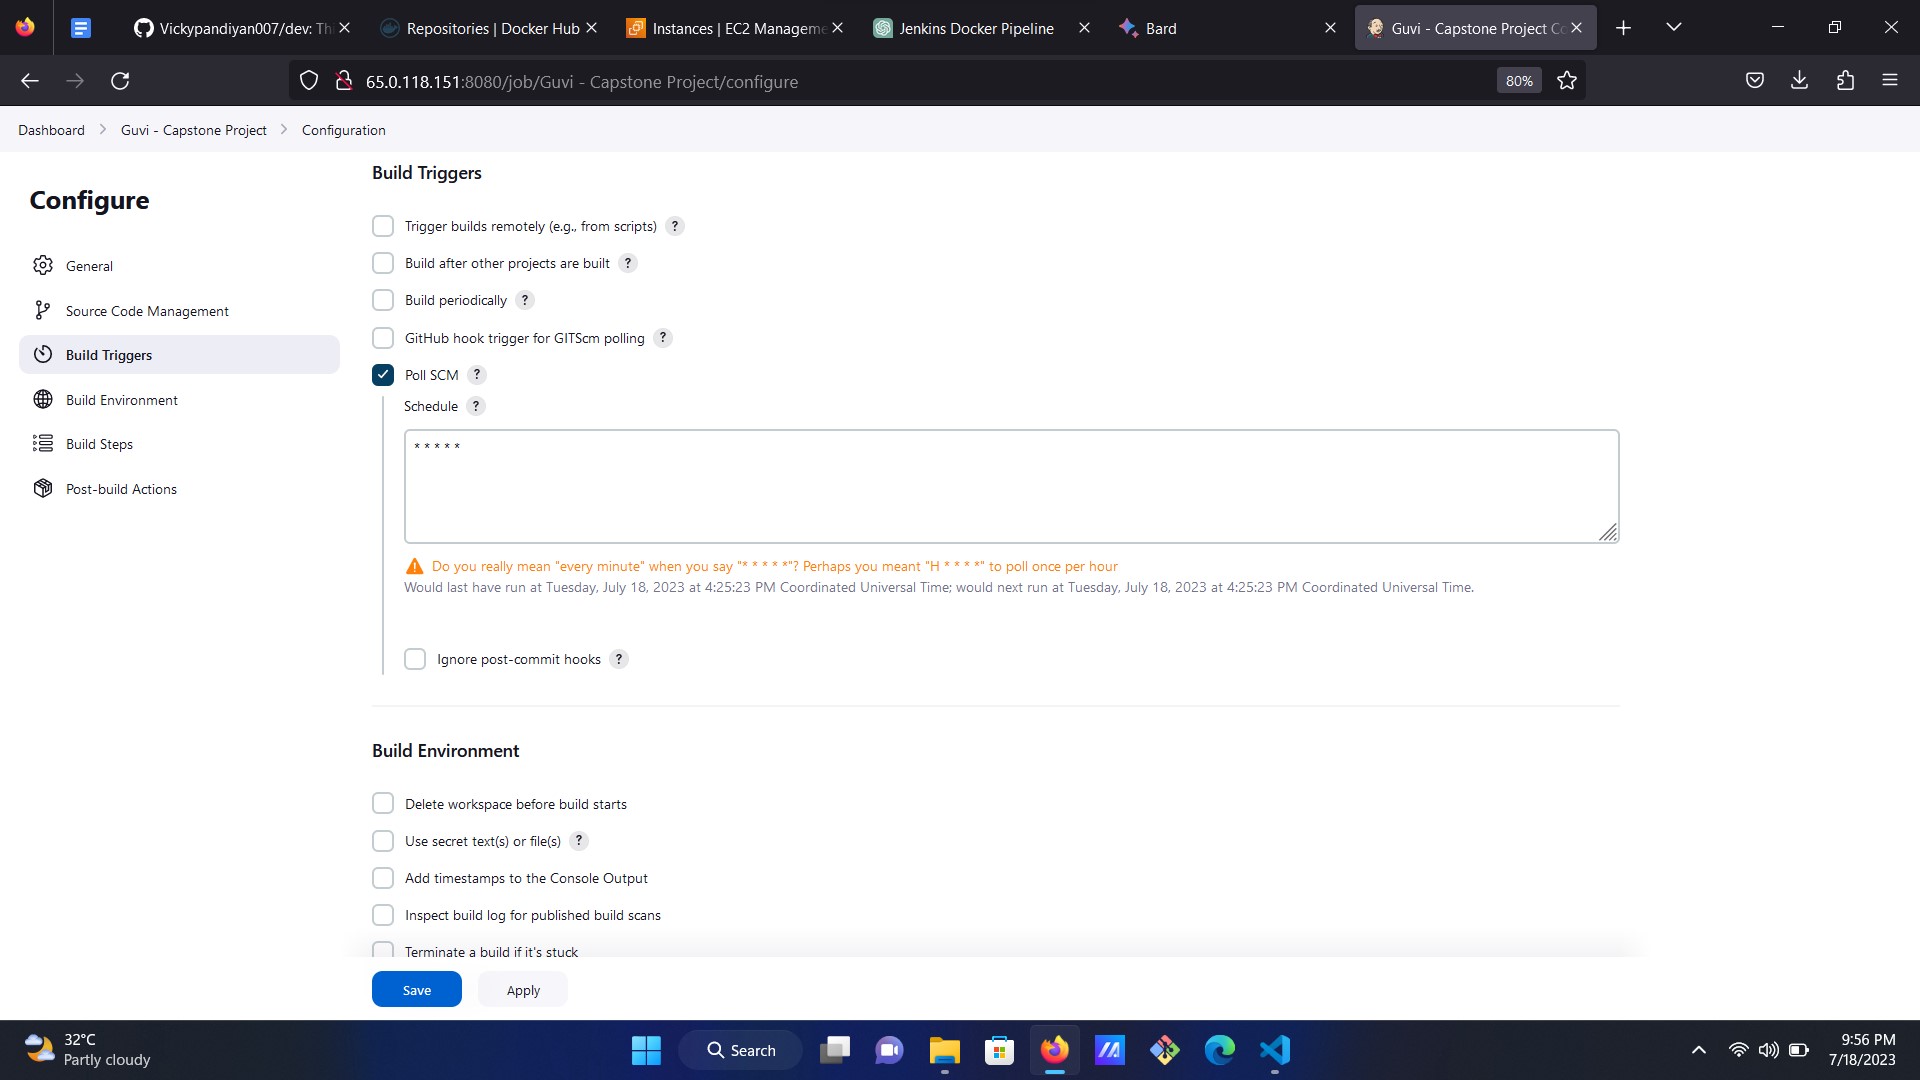 Vickypandiyan007/dev: Thi
Repositories | Docker Hub
Instances | EC2 Manageme
Jenkins Docker Pipeline
Bard
Guvi - Capstone Project Co
65.0.118.151:8080/job/Guvi - Capstone Project/configure
80%
Dashboard
Guvi - Capstone Project
Configuration
Configure
General
Source Code Management
Build Triggers
Build Environment
Build Steps
Post-build Actions
Build Triggers
Trigger builds remotely (e.g., from scripts) ?
Build after other projects are built ?
Build periodically ?
GitHub hook trigger for GITScm polling ?
Poll SCM ?
Schedule ?
* * * * *
Do you really mean "every minute" when you say "* * * * *"? Perhaps you meant "H * * * *" to poll once per hour
Would last have run at Tuesday, July 18, 2023 at 4:25:23 PM Coordinated Universal Time; would next run at Tuesday, July 18, 2023 at 4:25:23 PM Coordinated Universal Time.
Ignore post-commit hooks ?
Build Environment
Delete workspace before build starts
Use secret text(s) or file(s) ?
Add timestamps to the Console Output
Inspect build log for published build scans
Terminate a build if it's stuck
Save
Apply
32°C
Partly cloudy
Search
9:56 PM
7/18/2023